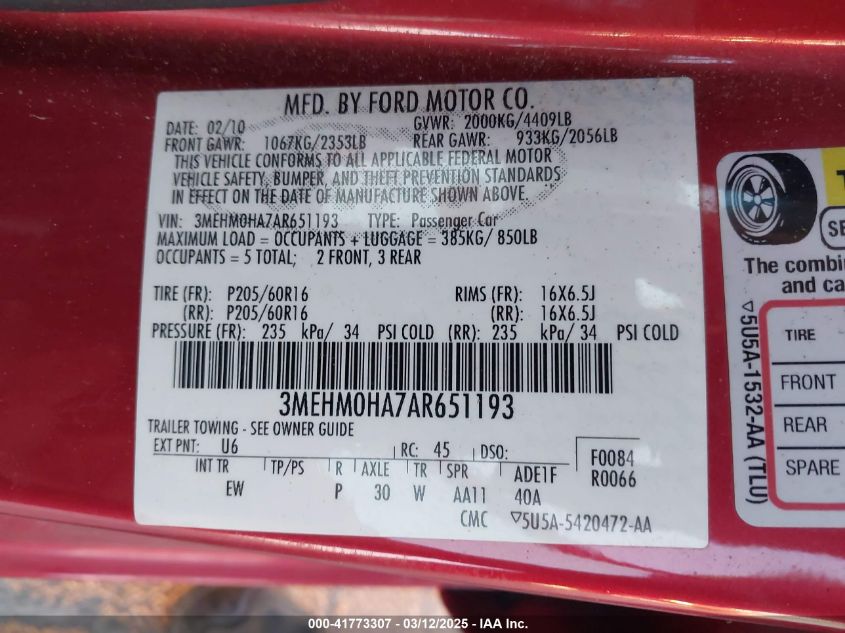 MFD. BY FORD MOTOR CO.
DATE: 02/10 GVWR: 2000KG/4409LB
FRONT GAWR: 1067KG/2353LB REAR GAWR: 933KG/2056LB
THIS VEHICLE CONFORMS TO ALL APPLICABLE FEDERAL MOTOR
VEHICLE SAFETY, BUMPER, AND THEFT PREVENTION STANDARDS
IN EFFECT ON THE DATE OF MANUFACTURE SHOWN ABOVE.
VIN: 3MEHM0HA7AR651193 TYPE: Passenger Car
MAXIMUM LOAD = OCCUPANTS + LUGGAGE = 385KG/ 850LB
OCCUPANTS = 5 TOTAL; 2 FRONT, 3 REAR
TIRE (FR): P205/60R16 RIMS (FR): 16X6.5J
(RR): P205/60R16 (RR): 16X6.5J
PRESSURE (FR): 235 kPa/ 34 PSI COLD (RR): 235 kPa/ 34 PSI COLD
3MEHM0HA7AR651193
TRAILER TOWING - SEE OWNER GUIDE
EXT PNT: U6 RC: 45 DSO: F0084
INT TR TP/PS R AXLE TR SPR ADE1F R0066
EW P 30 W AA11 40A
CMC ▽5U5A-5420472-AA
The combi
and ca
TIRE
FRONT
REAR
SPARE
▽5U5A-1532-AA (TLU)
000-41773307 - 03/12/2025 - IAAI Inc.